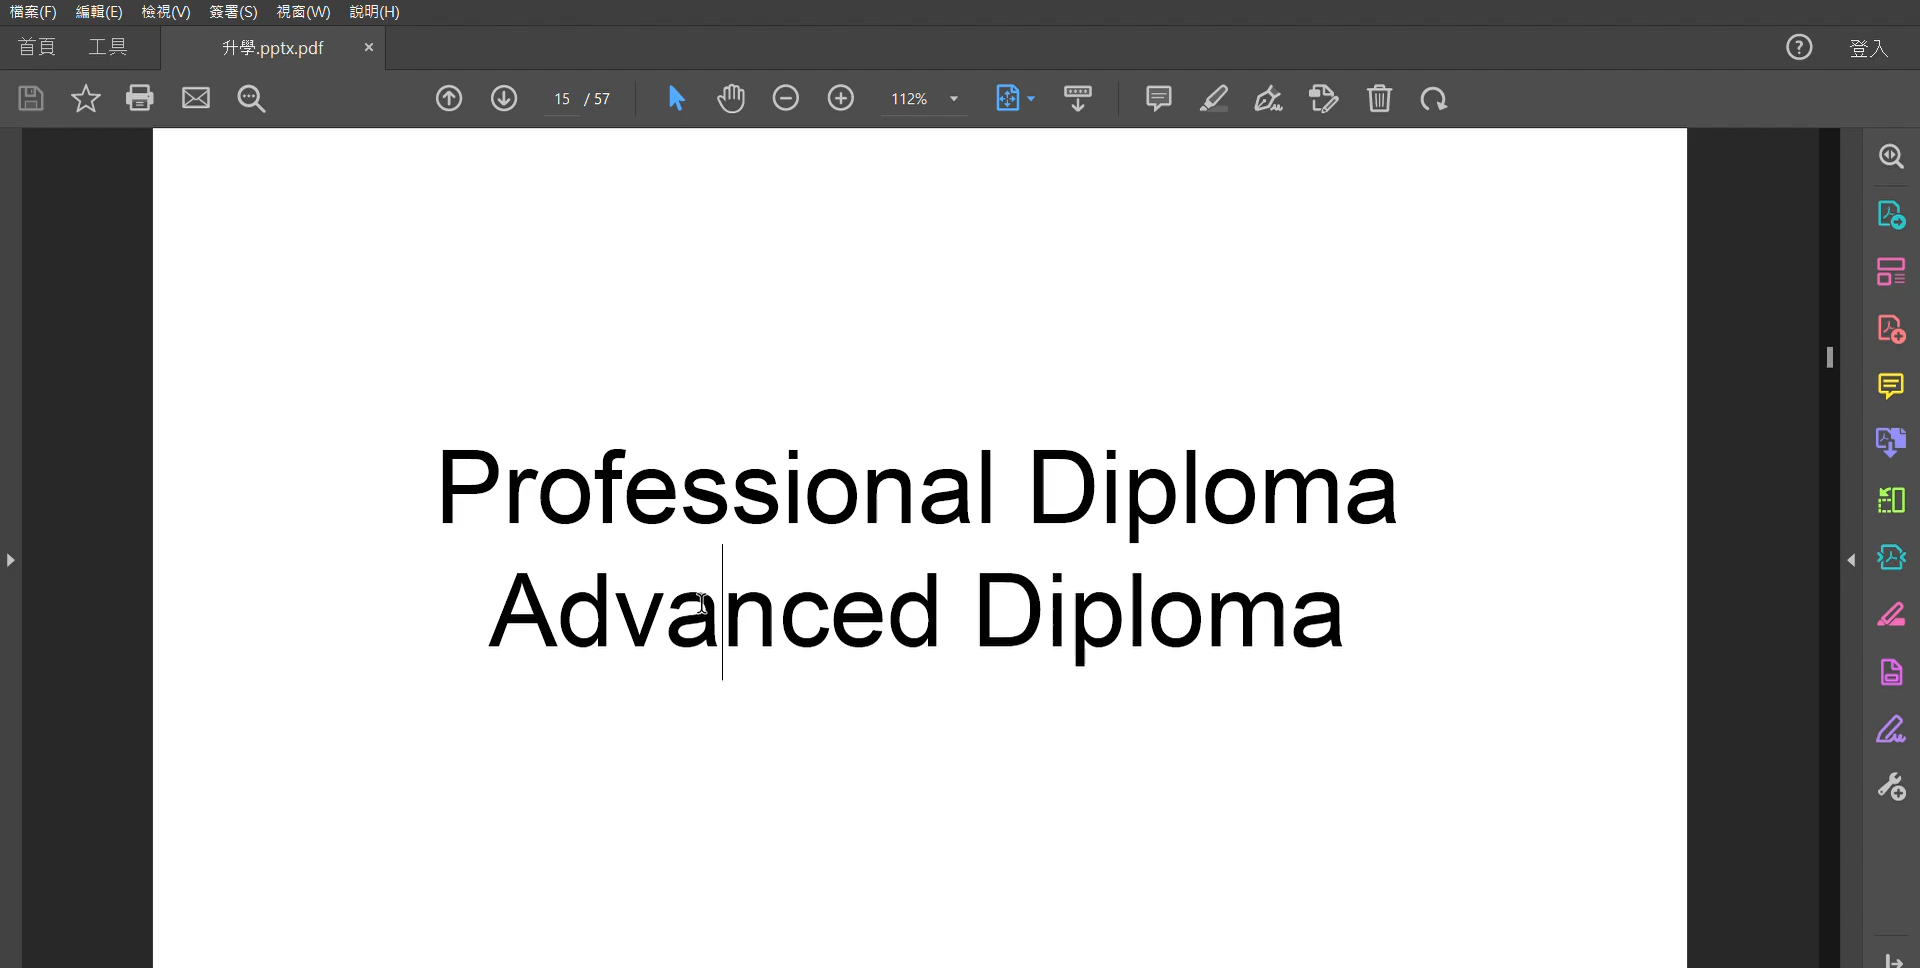 檔案(F) 編輯(E) 檢視(V) 簽署(S) 視窗(W) 說明(H)
首頁 工具 升學.pptx.pdf × ? 登入
15 / 57 112%
Professional Diploma
Advanced Diploma